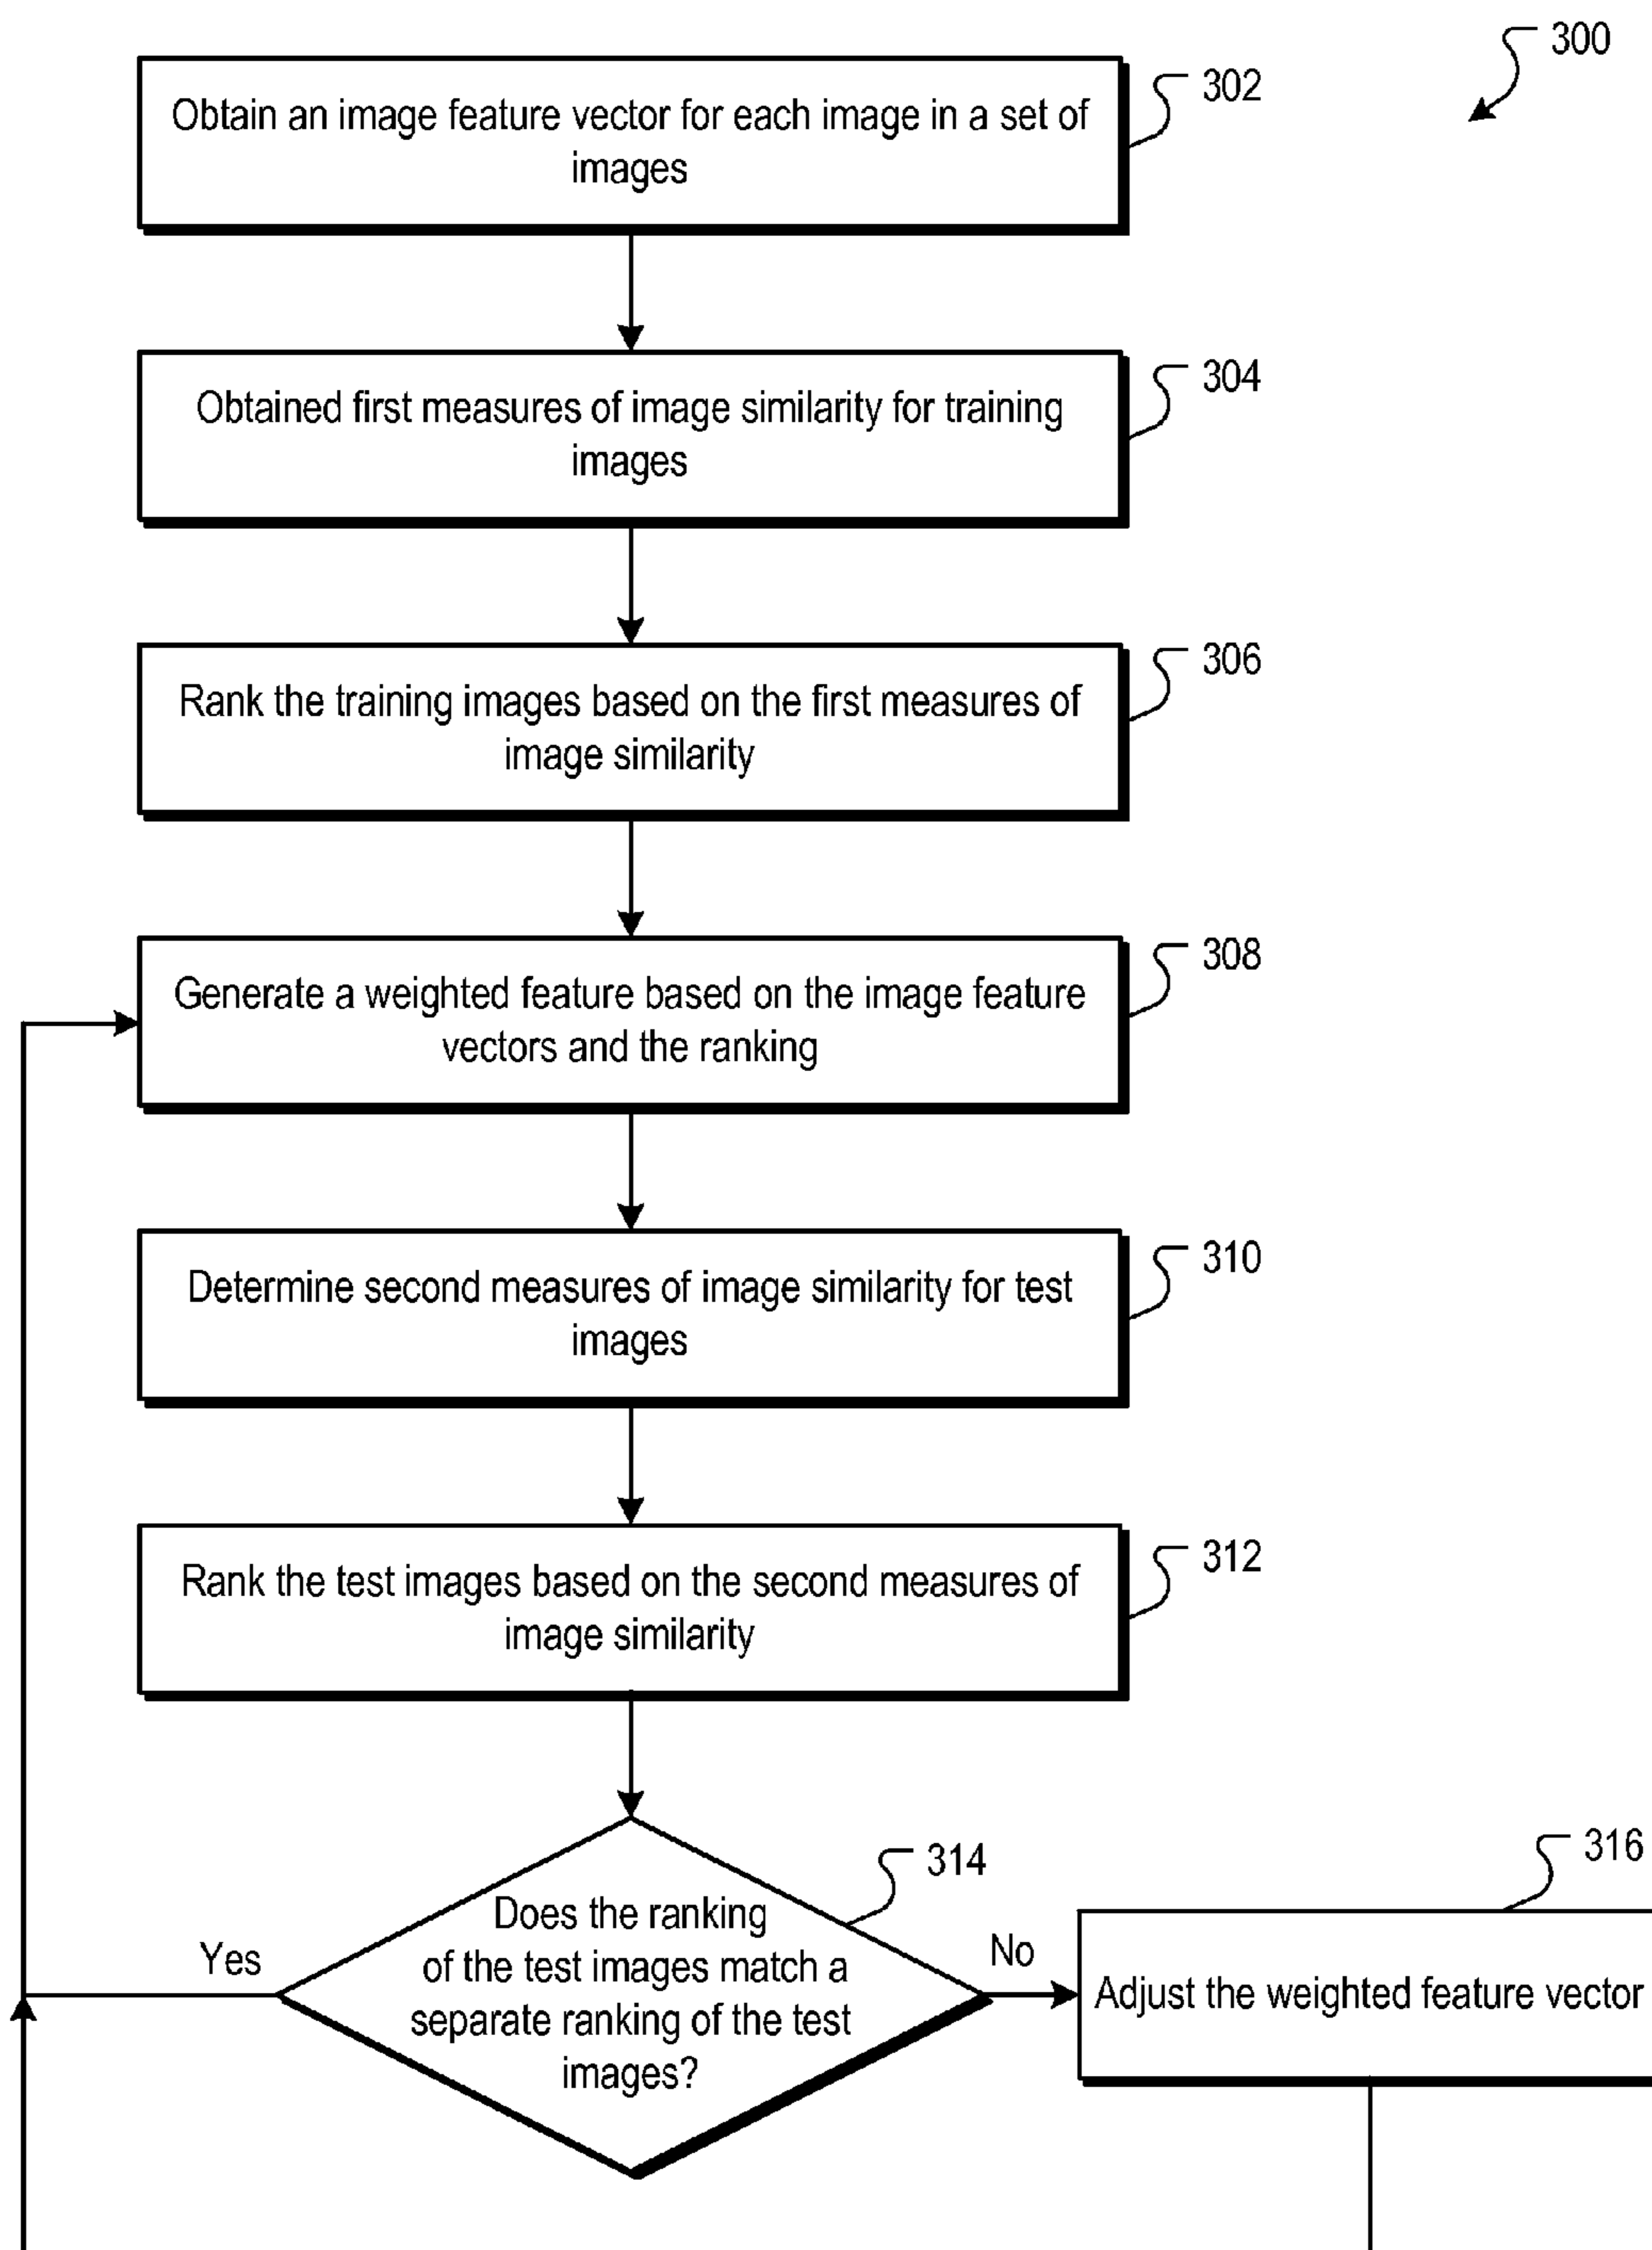 300
302
Obtain an image feature vector for each image in a set of
images
304
Obtained first measures of image similarity for training
images
306
Rank the training images based on the first measures of
image similarity
308
Generate a weighted feature based on the image feature
vectors and the ranking
310
Determine second measures of image similarity for test
images
312
Rank the test images based on the second measures of
image similarity
314
Does the ranking
of the test images match a
separate ranking of the test
images?
Yes
No
316
Adjust the weighted feature vector